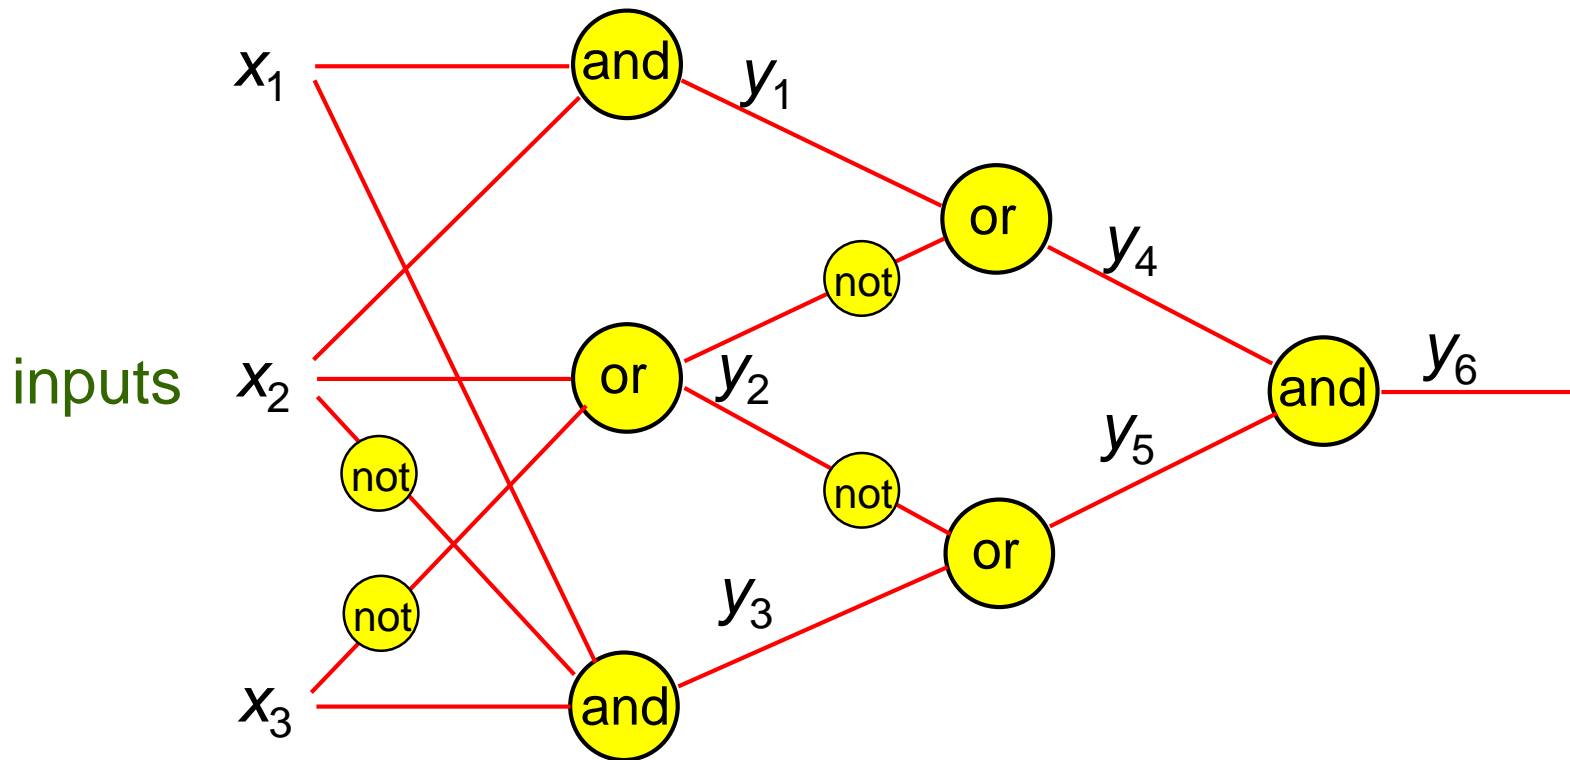 x1
and
y1
or
y4
not
inputs
x2
or
y2
and
y6
not
not
or
y5
not
y3
x3
and